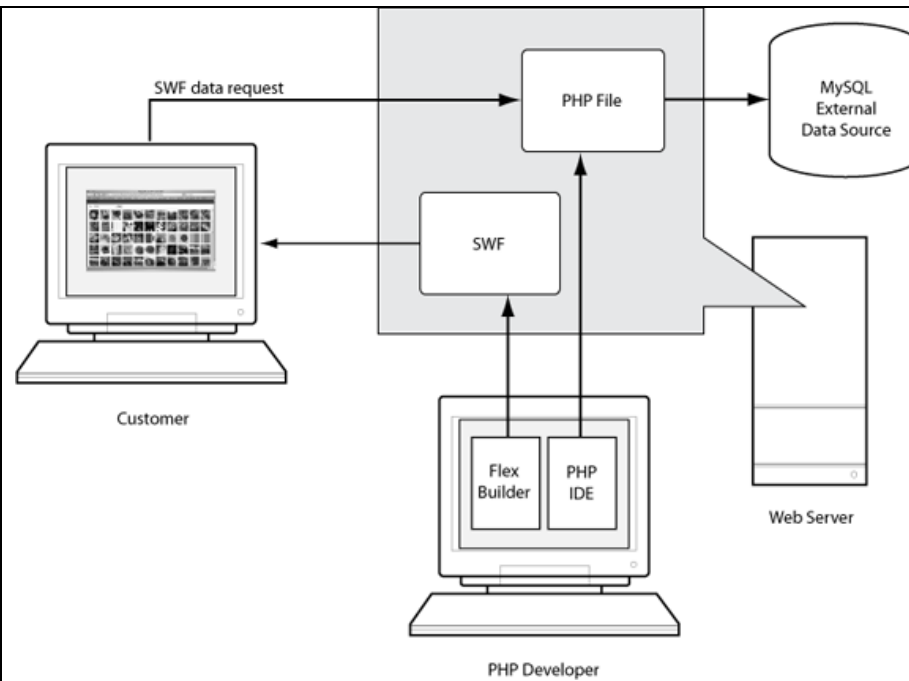 SWF data request
PHP File
MySQL
External
Data Source
SWF
Customer
Flex
Builder
PHP
IDE
Web Server
PHP Developer